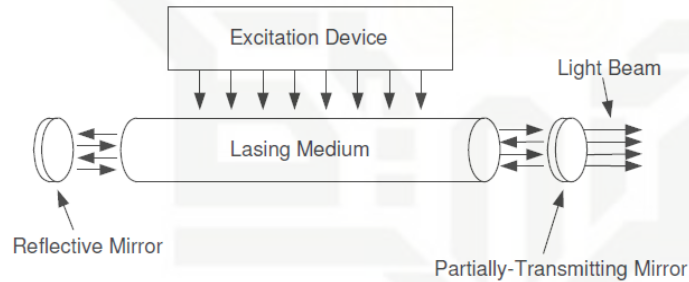 Excitation Device
Light Beam
Lasing Medium
Reflective Mirror
Partially-Transmitting Mirror